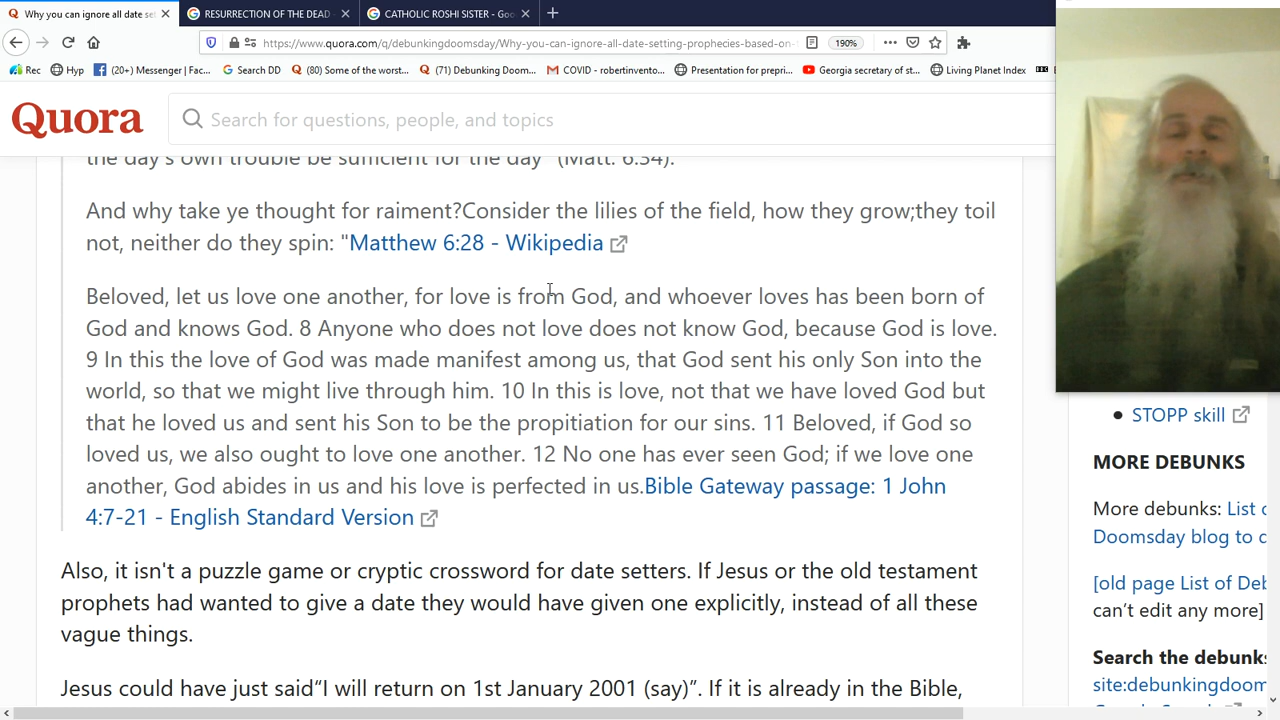 Why you can ignore all date set
RESURRECTION OF THE DEAD
CATHOLIC ROSHI SISTER - Goo
https://www.quora.com/q/debunkingdoomsday/Why-you-can-ignore-all-date-setting-prophecies-based-on-
190%
Rec
Hyp
(20+) Messenger | Fac...
Search DD
(80) Some of the worst...
(71) Debunking Doom...
COVID - robertinvento...
Presentation for prepri...
Georgia secretary of st...
Living Planet Index
Quora
Search for questions, people, and topics
the day's own trouble be sufficient for the day" (Matt. 6:34).
And why take ye thought for raiment?Consider the lilies of the field, how they grow;they toil
not, neither do they spin: "Matthew 6:28 - Wikipedia
Beloved, let us love one another, for love is from God, and whoever loves has been born of
God and knows God. 8 Anyone who does not love does not know God, because God is love.
9 In this the love of God was made manifest among us, that God sent his only Son into the
world, so that we might live through him. 10 In this is love, not that we have loved God but
that he loved us and sent his Son to be the propitiation for our sins. 11 Beloved, if God so
loved us, we also ought to love one another. 12 No one has ever seen God; if we love one
another, God abides in us and his love is perfected in us.Bible Gateway passage: 1 John
4:7-21 - English Standard Version
Also, it isn't a puzzle game or cryptic crossword for date setters. If Jesus or the old testament
prophets had wanted to give a date they would have given one explicitly, instead of all these
vague things.
Jesus could have just said“I will return on 1st January 2001 (say)”. If it is already in the Bible,
• STOPP skill
MORE DEBUNKS
More debunks: List o
Doomsday blog to d
[old page List of Deb
can’t edit any more]
Search the debunks
site:debunkingdoom